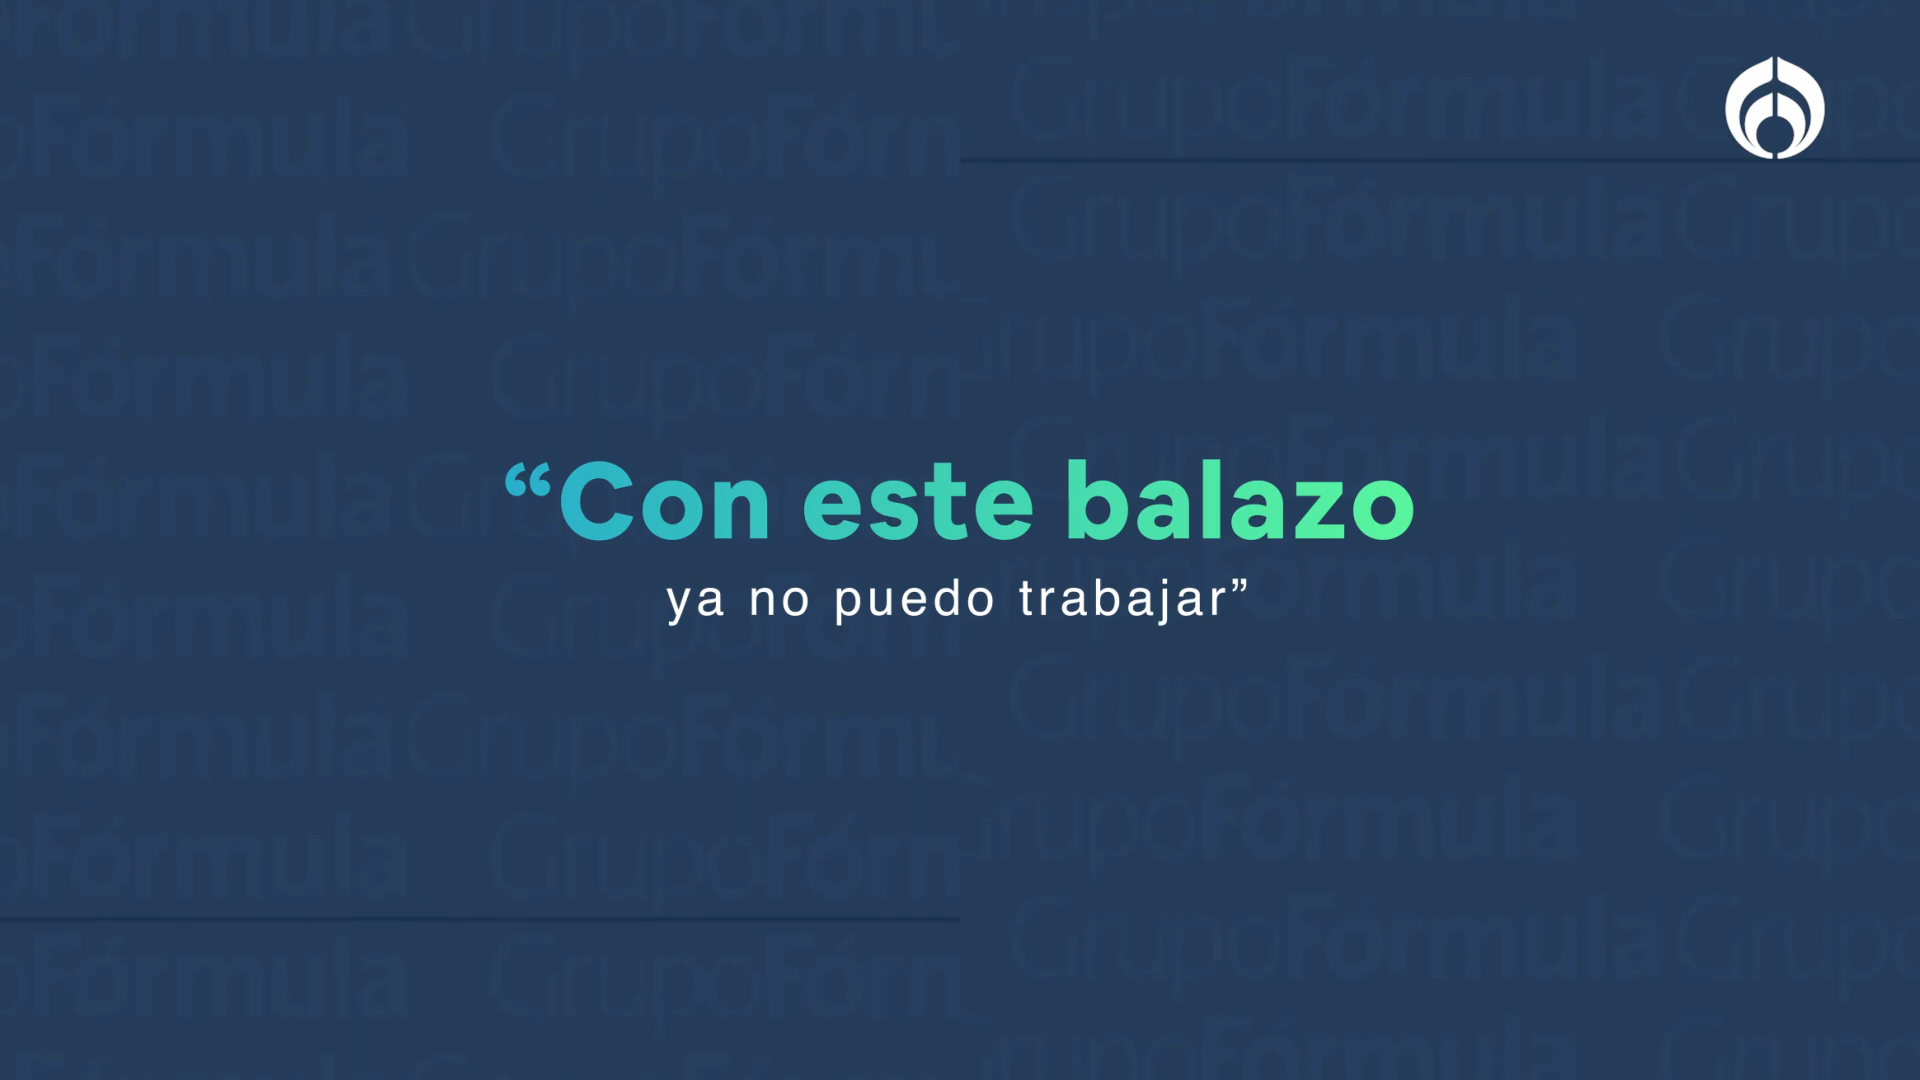 “Con este balazo
ya no puedo trabajar”